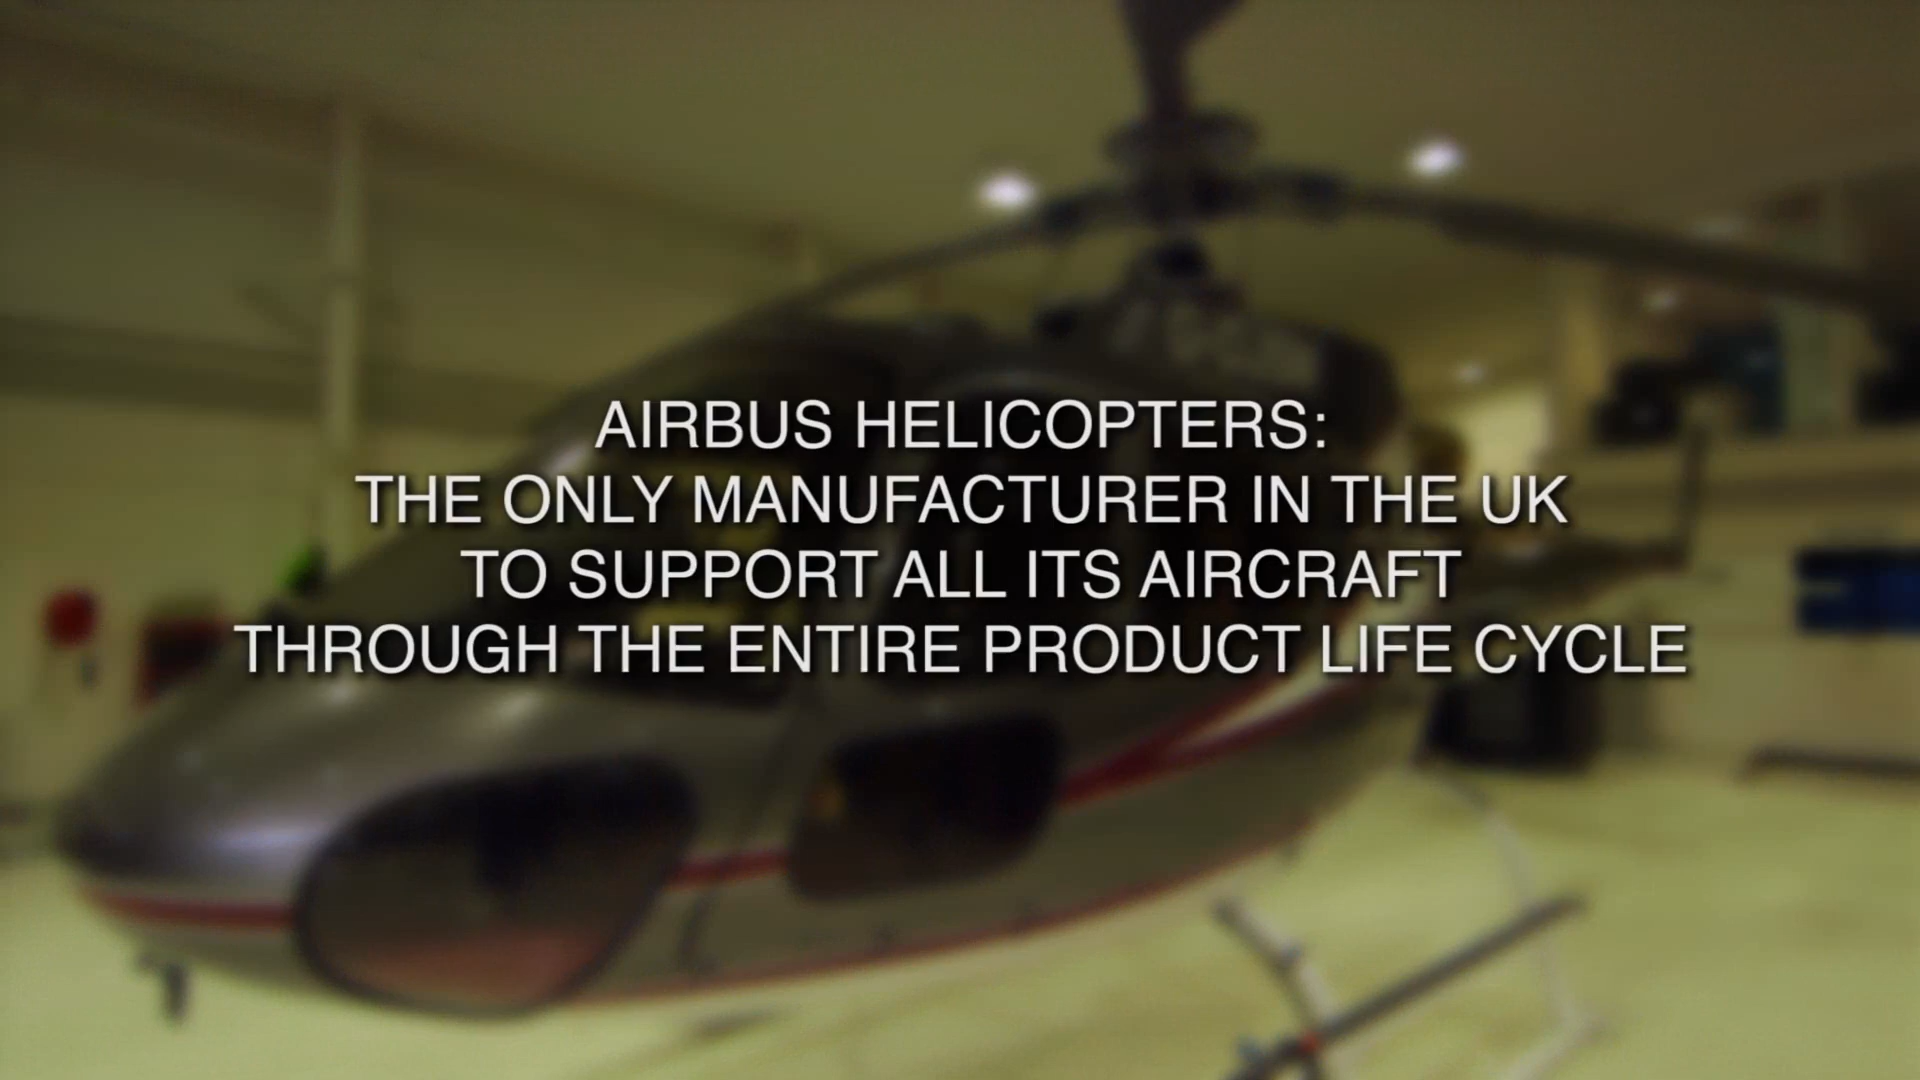 AIRBUS HELICOPTERS:
THE ONLY MANUFACTURER IN THE UK
TO SUPPORT ALL ITS AIRCRAFT
THROUGH THE ENTIRE PRODUCT LIFE CYCLE